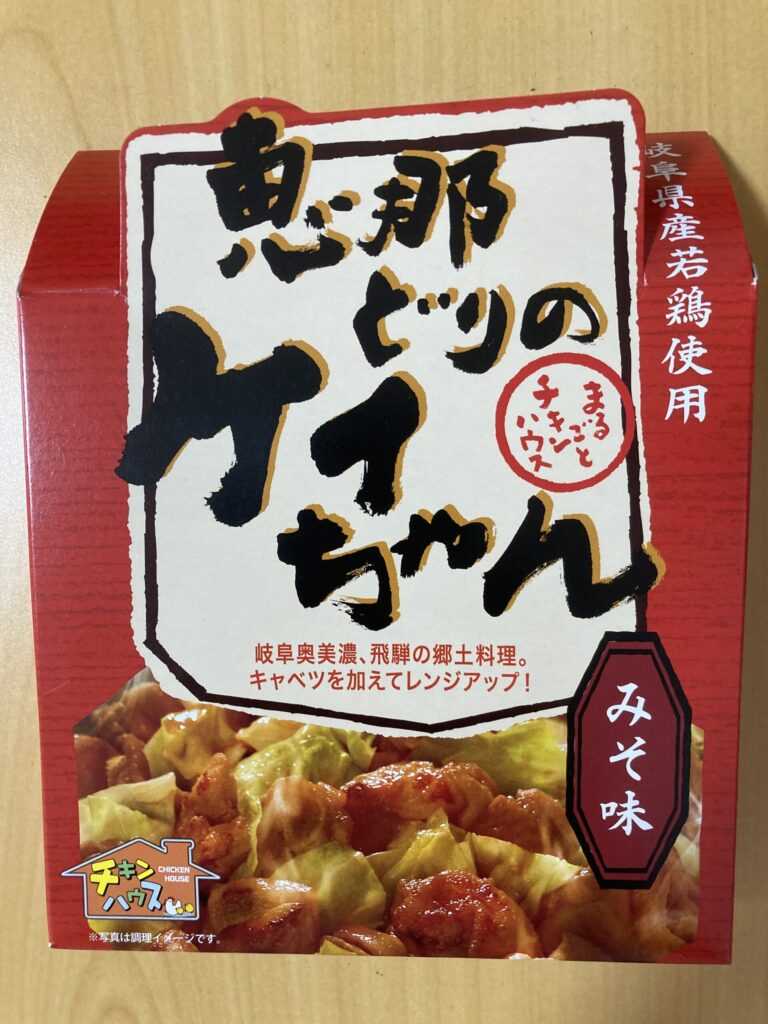 恵那
どりの
ケイ
ちゃん
岐阜県産若鶏使用
まるごと
チキン
ハウス
岐阜奥美濃、飛騨の郷土料理。
キャベツを加えてレンジアップ！
みそ味
チキン
ハウス
CHICKEN
HOUSE
※写真は調理イメージです。